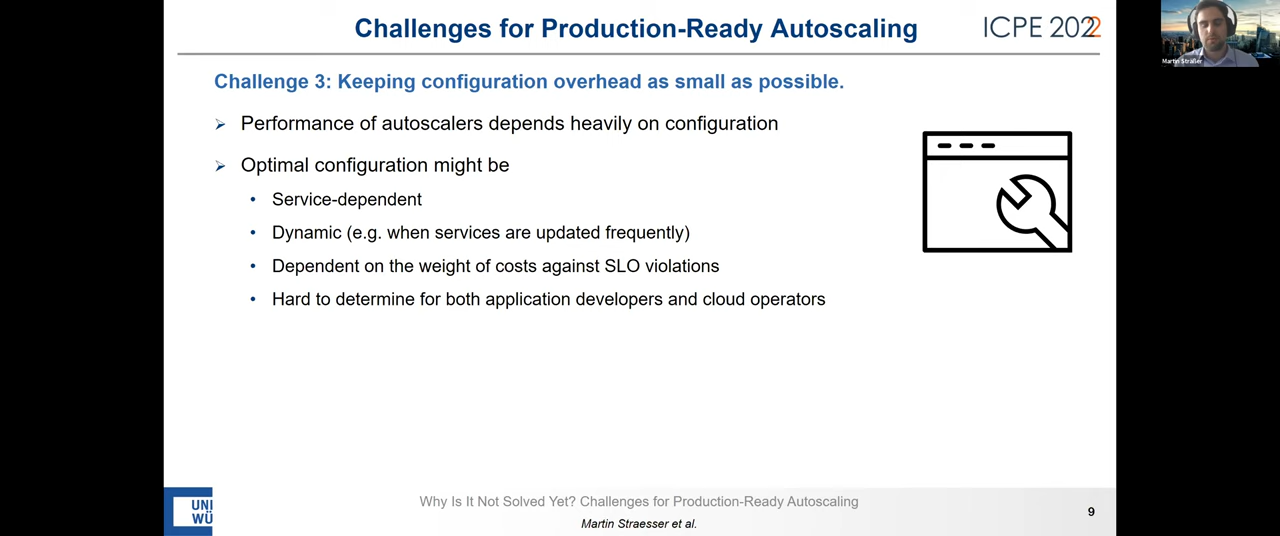 Challenges for Production-Ready Autoscaling
ICPE 2022
Martin Sträßer
Challenge 3: Keeping configuration overhead as small as possible.
➢ Performance of autoscalers depends heavily on configuration
➢ Optimal configuration might be
• Service-dependent
• Dynamic (e.g. when services are updated frequently)
• Dependent on the weight of costs against SLO violations
• Hard to determine for both application developers and cloud operators
UNI
WÜ
Why Is It Not Solved Yet? Challenges for Production-Ready Autoscaling
Martin Straesser et al.
9